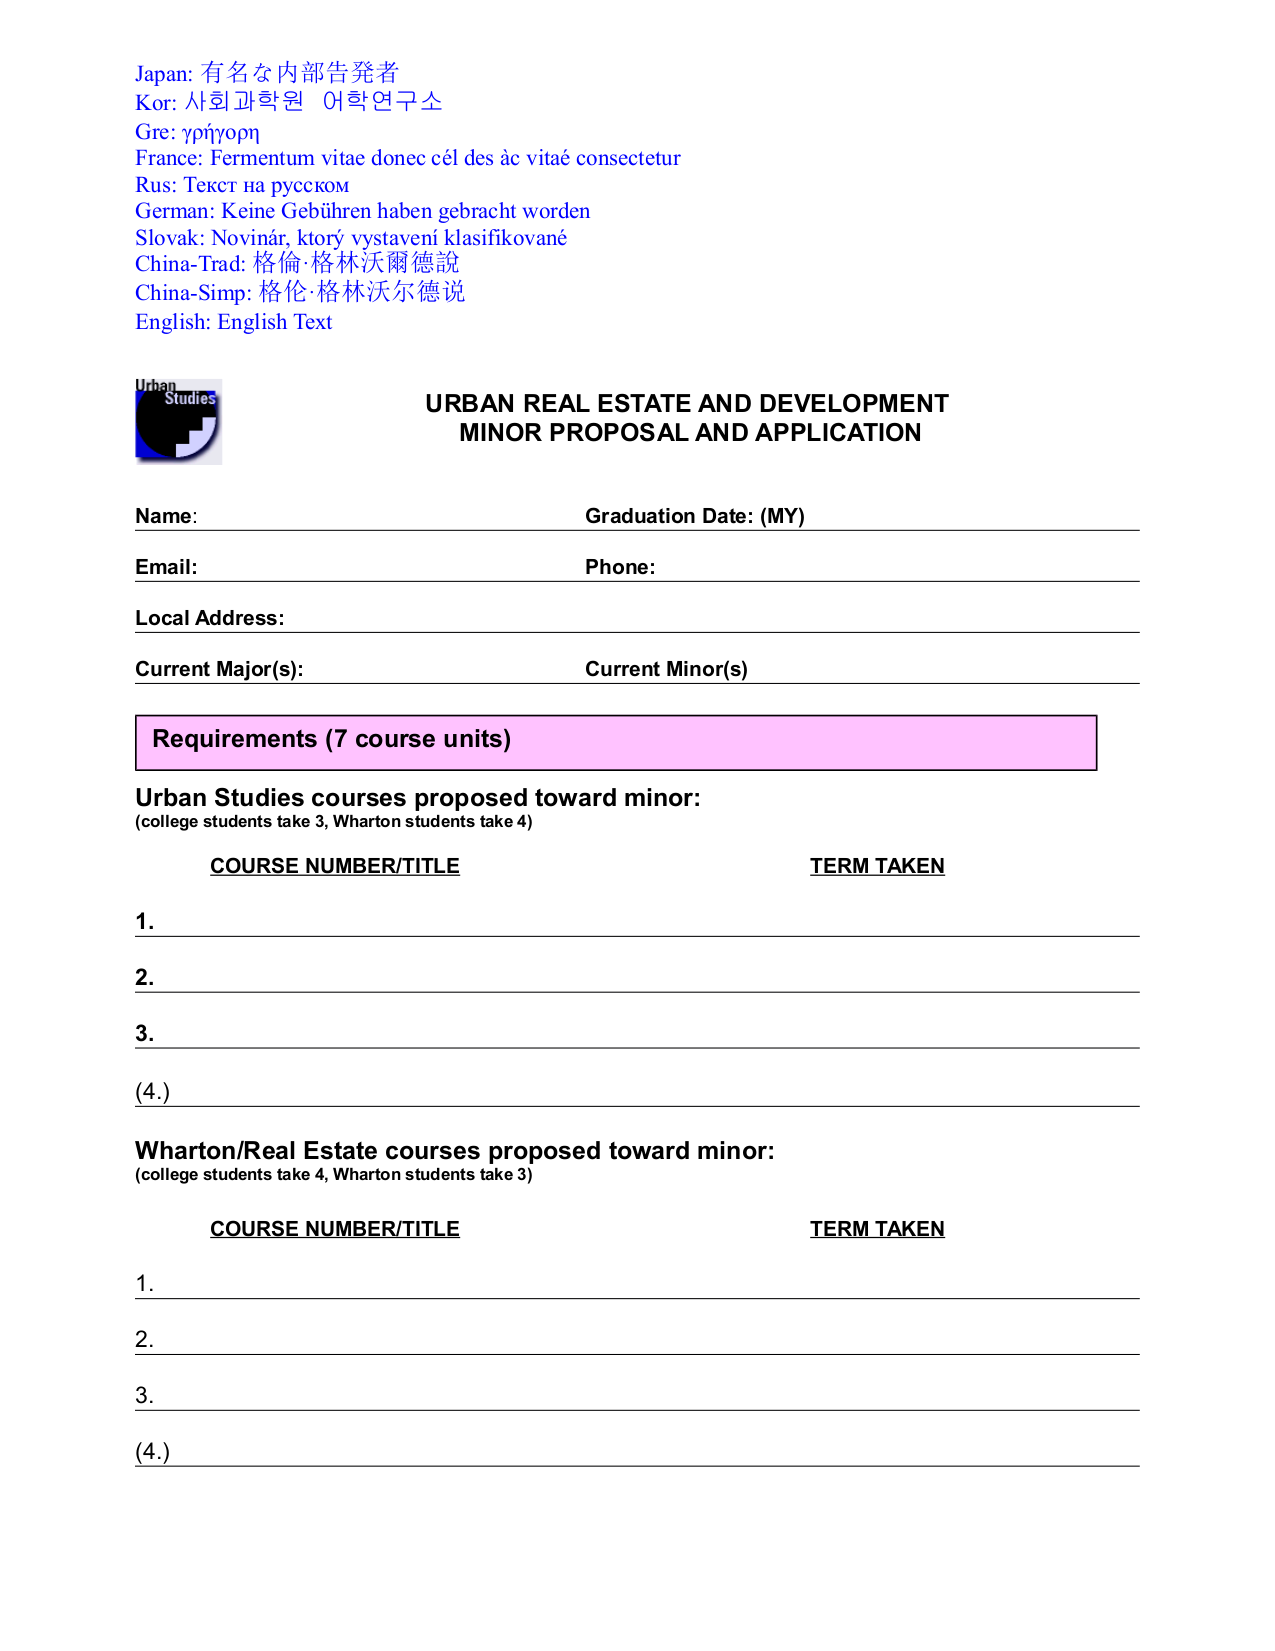 Japan: 有名な内部告発者
Kor: 사회과학원 어학연구소
Gre: γρήγορη
France: Fermentum vitae donec cél des àc vitaé consectetur
Rus: Текст на русском
German: Keine Gebühren haben gebracht worden
Slovak: Novinár, ktorý vystavení klasifikované
China-Trad: 格倫·格林沃爾德說
China-Simp: 格伦·格林沃尔德说
English: English Text
Urban
Studies
URBAN REAL ESTATE AND DEVELOPMENT
MINOR PROPOSAL AND APPLICATION
Name: Graduation Date: (MY)
Email: Phone:
Local Address:
Current Major(s): Current Minor(s)
Requirements (7 course units)
Urban Studies courses proposed toward minor:
(college students take 3, Wharton students take 4)
COURSE NUMBER/TITLE TERM TAKEN
1.
2.
3.
(4.)
Wharton/Real Estate courses proposed toward minor:
(college students take 4, Wharton students take 3)
COURSE NUMBER/TITLE TERM TAKEN
1.
2.
3.
(4.)